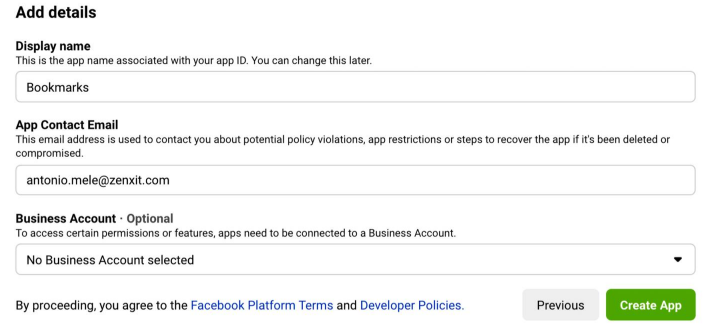 Add details
Display name
This is the app name associated with your app ID. You can change this later.
Bookmarks
App Contact Email
This email address is used to contact you about potential policy violations, app restrictions or steps to recover the app if it's been deleted or
compromised.
antonio.mele@zenxit.com
Business Account · Optional
To access certain permissions or features, apps need to be connected to a Business Account.
No Business Account selected
By proceeding, you agree to the Facebook Platform Terms and Developer Policies. Previous Create App